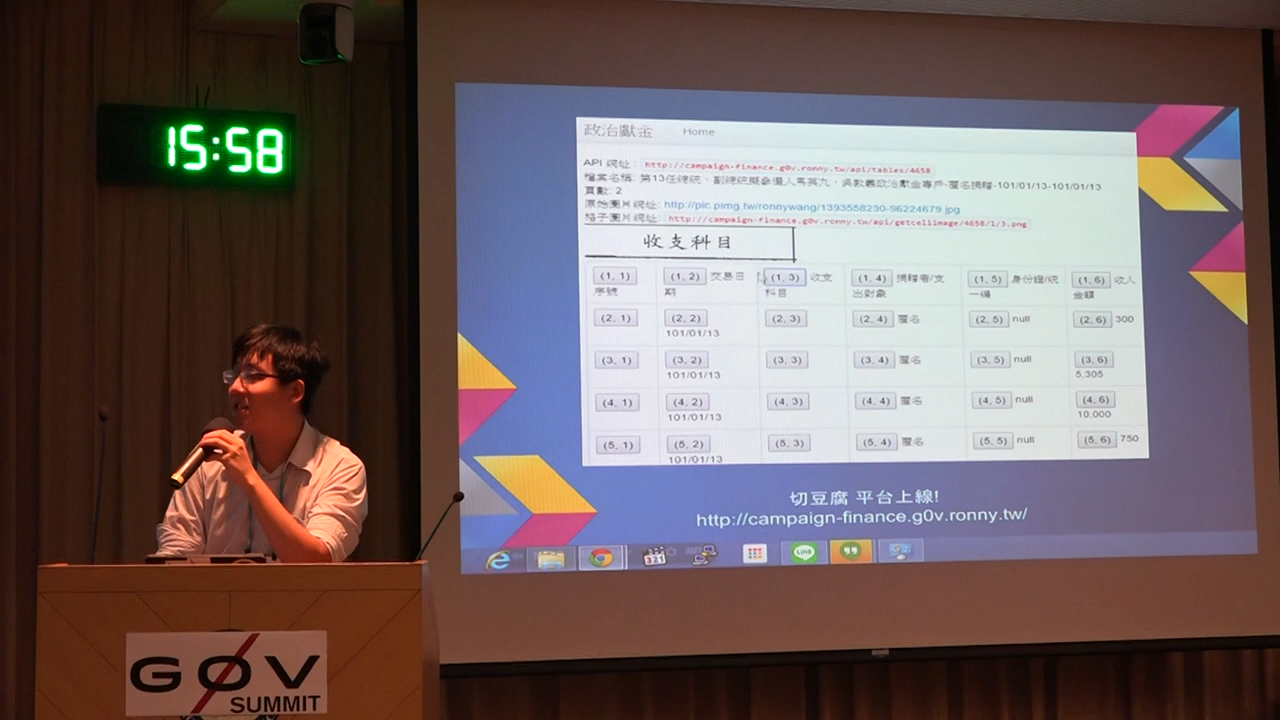 15:58
政治獻金 Home
API 網址: http://campaign-finance.g0v.ronny.tw/api/tables/4658
檔案名稱: 第13任總統、副總統擬參選人馬英九、吳敦義政治獻金專戶-匿名捐贈-101/01/13-101/01/13
頁數: 2
原始圖片網址: http://pic.pimg.tw/ronnywang/1393558230-96224679.jpg
格子圖片網址: http://campaign-finance.g0v.ronny.tw/api/getcellimage/4658/1/3.png
收支科目
(1, 1) 序號 (1, 2) 交易日期 (1, 3) 收支科目 (1, 4) 捐贈者/支出對象 (1, 5) 身份證/統一編 (1, 6) 收入金額
(2, 1) (2, 2) 101/01/13 (2, 3) (2, 4) 匿名 (2, 5) null (2, 6) 300
(3, 1) (3, 2) 101/01/13 (3, 3) (3, 4) 匿名 (3, 5) null (3, 6) 5,305
(4, 1) (4, 2) 101/01/13 (4, 3) (4, 4) 匿名 (4, 5) null (4, 6) 10,000
(5, 1) (5, 2) 101/01/13 (5, 3) (5, 4) 匿名 (5, 5) null (5, 6) 750
切豆腐 平台上線!
http://campaign-finance.g0v.ronny.tw/
321
LINE
G0V
SUMMIT